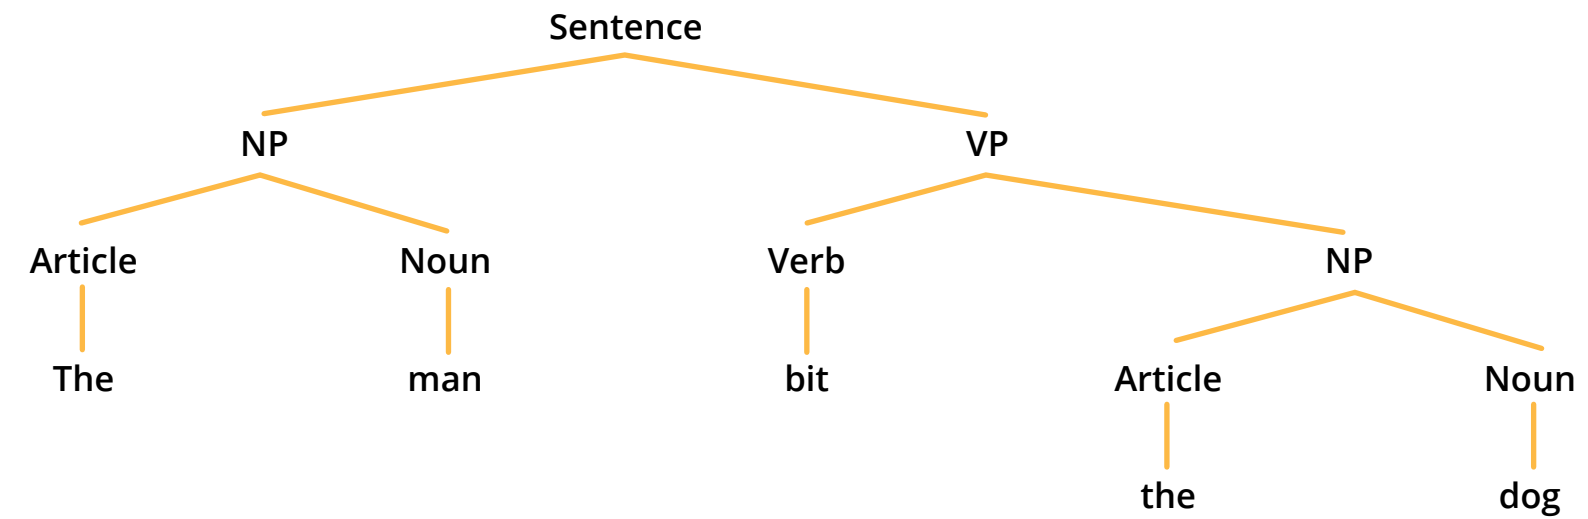 Sentence
NP VP
Article Noun Verb NP
The man bit Article Noun
the dog